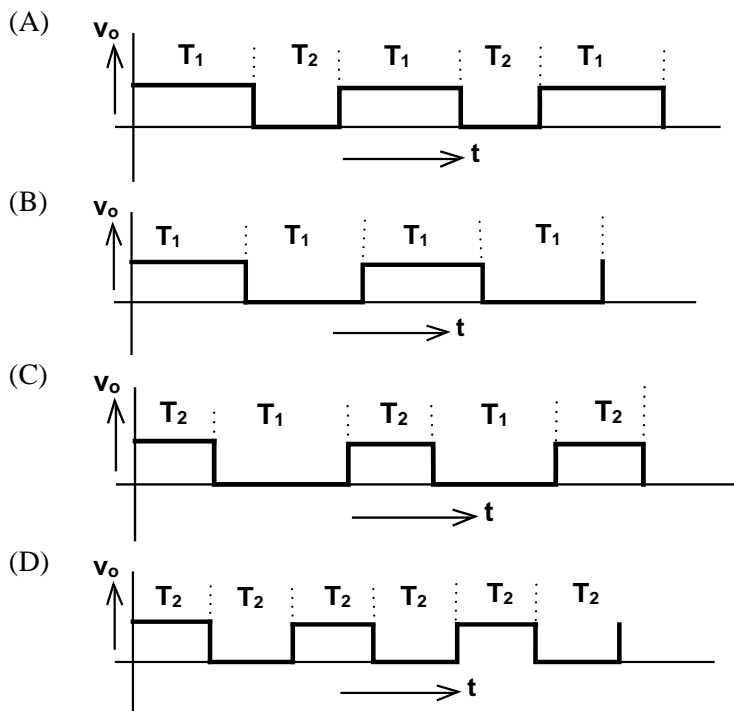 (A)
vₒ
T₁ T₂ T₁ T₂ T₁
t
(B)
vₒ
T₁ T₁ T₁ T₁
t
(C)
vₒ
T₂ T₁ T₂ T₁ T₂
t
(D)
vₒ
T₂ T₂ T₂ T₂ T₂ T₂
t